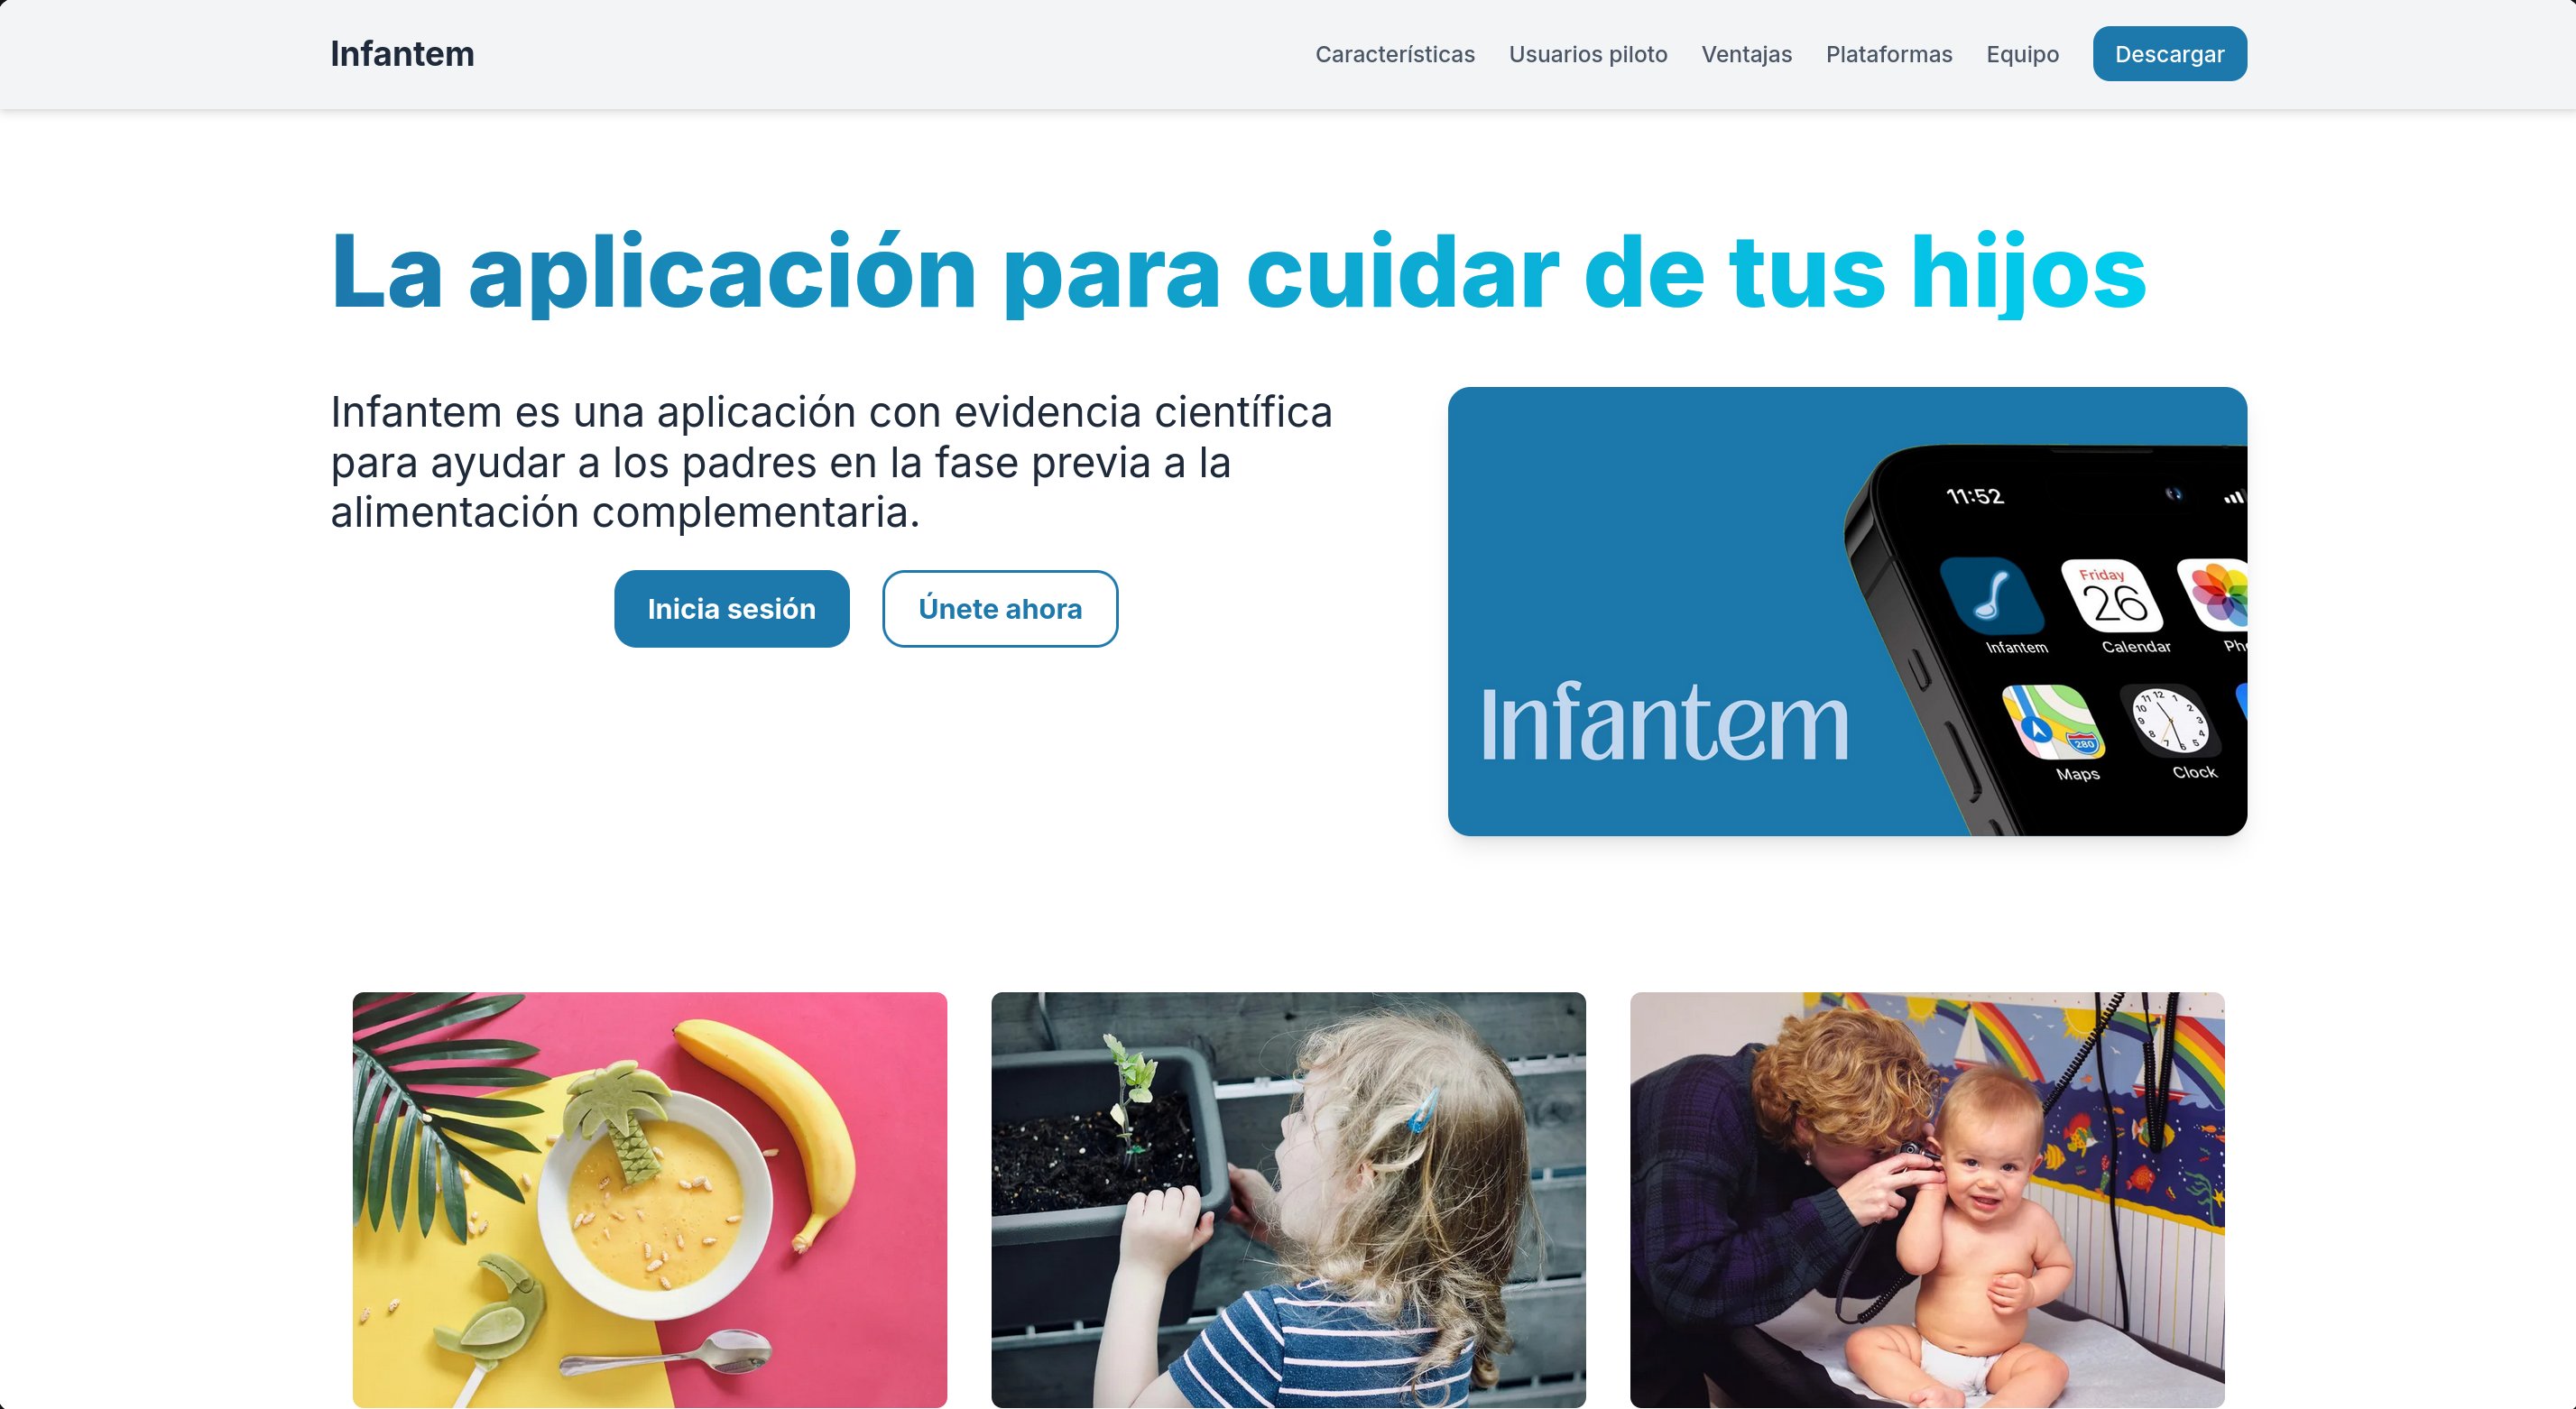 Infantem
Características
Usuarios piloto
Ventajas
Plataformas
Equipo
Descargar
La aplicación para cuidar de tus hijos
Infantem es una aplicación con evidencia científica
para ayudar a los padres en la fase previa a la
alimentación complementaria.
Inicia sesión
Únete ahora
11:52
Friday
26
Infantem
Calendar
Pho
280
Maps
Clock
Infantem